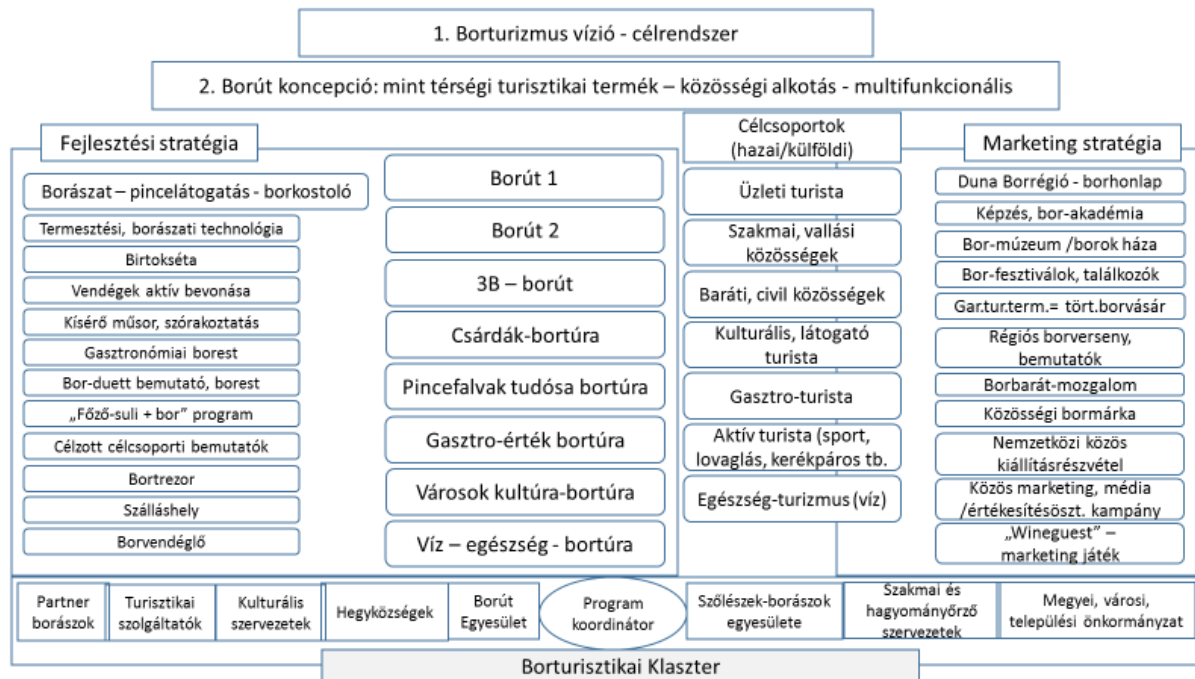 1. Borturizmus vízió - célrendszer
2. Borút koncepció: mint térségi turisztikai termék – közösségi alkotás - multifunkcionális
Fejlesztési stratégia
Borászat – pincelátogatás - borkostoló
Termesztési, borászati technológia
Birtokséta
Vendégek aktív bevonása
Kísérő műsor, szórakoztatás
Gasztronómiai borest
Bor-duett bemutató, borest
„Főző-suli + bor” program
Célzott célcsoporti bemutatók
Bortrezor
Szálláshely
Borvendéglő
Borút 1
Borút 2
3B – borút
Csárdák-bortúra
Pincefalvak tudósa bortúra
Gasztro-érték bortúra
Városok kultúra-bortúra
Víz – egészség - bortúra
Célcsoportok
(hazai/külföldi)
Üzleti turista
Szakmai, vallási
közösségek
Baráti, civil közösségek
Kulturális, látogató
turista
Gasztro-turista
Aktív turista (sport,
lovaglás, kerékpáros tb.
Egészség-turizmus (víz)
Marketing stratégia
Duna Borrégió - borhonlap
Képzés, bor-akadémia
Bor-múzeum /borok háza
Bor-fesztiválok, találkozók
Gar.tur.term.= tört.borvásár
Régiós borverseny,
bemutatók
Borbarát-mozgalom
Közösségi bormárka
Nemzetközi közös
kiállításrészvétel
Közös marketing, média
/értékesítésöszt. kampány
„Wineguest” –
marketing játék
Partner
borászok
Turisztikai
szolgáltatók
Kulturális
szervezetek
Hegyközségek
Borút
Egyesület
Program
koordinátor
Szőlészek-borászok
egyesülete
Szakmai és
hagyományőrző
szervezetek
Megyei, városi,
települési önkormányzat
Borturisztikai Klaszter